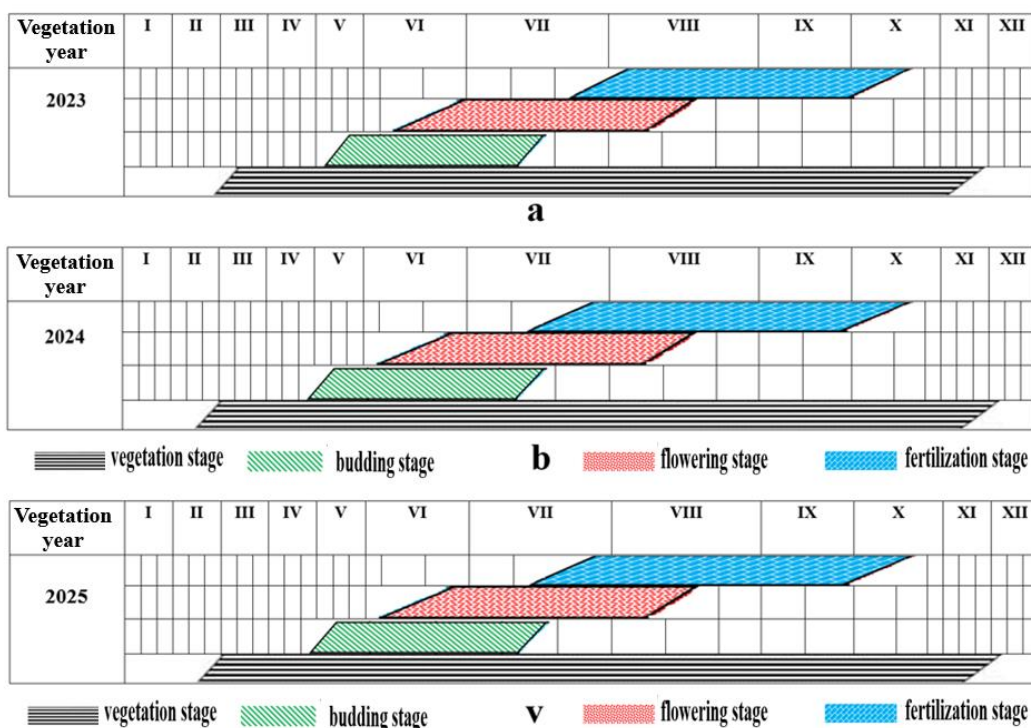 Vegetation year I II III IV V VI VII VIII IX X XI XII
2023
a
Vegetation year I II III IV V VI VII VIII IX X XI XII
2024
vegetation stage budding stage b flowering stage fertilization stage
Vegetation year I II III IV V VI VII VIII IX X XI XII
2025
vegetation stage budding stage v flowering stage fertilization stage